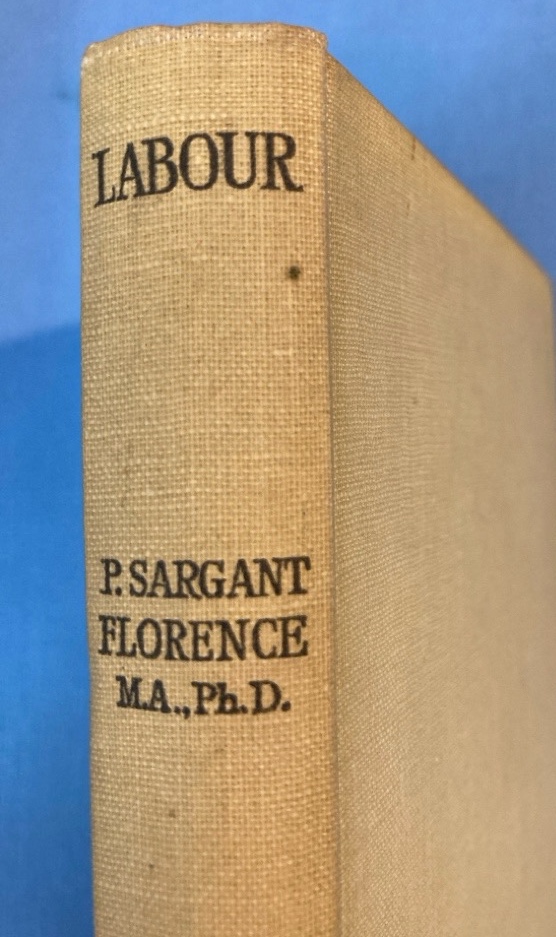 LABOUR
P. SARGANT
FLORENCE
M.A., Ph.D.